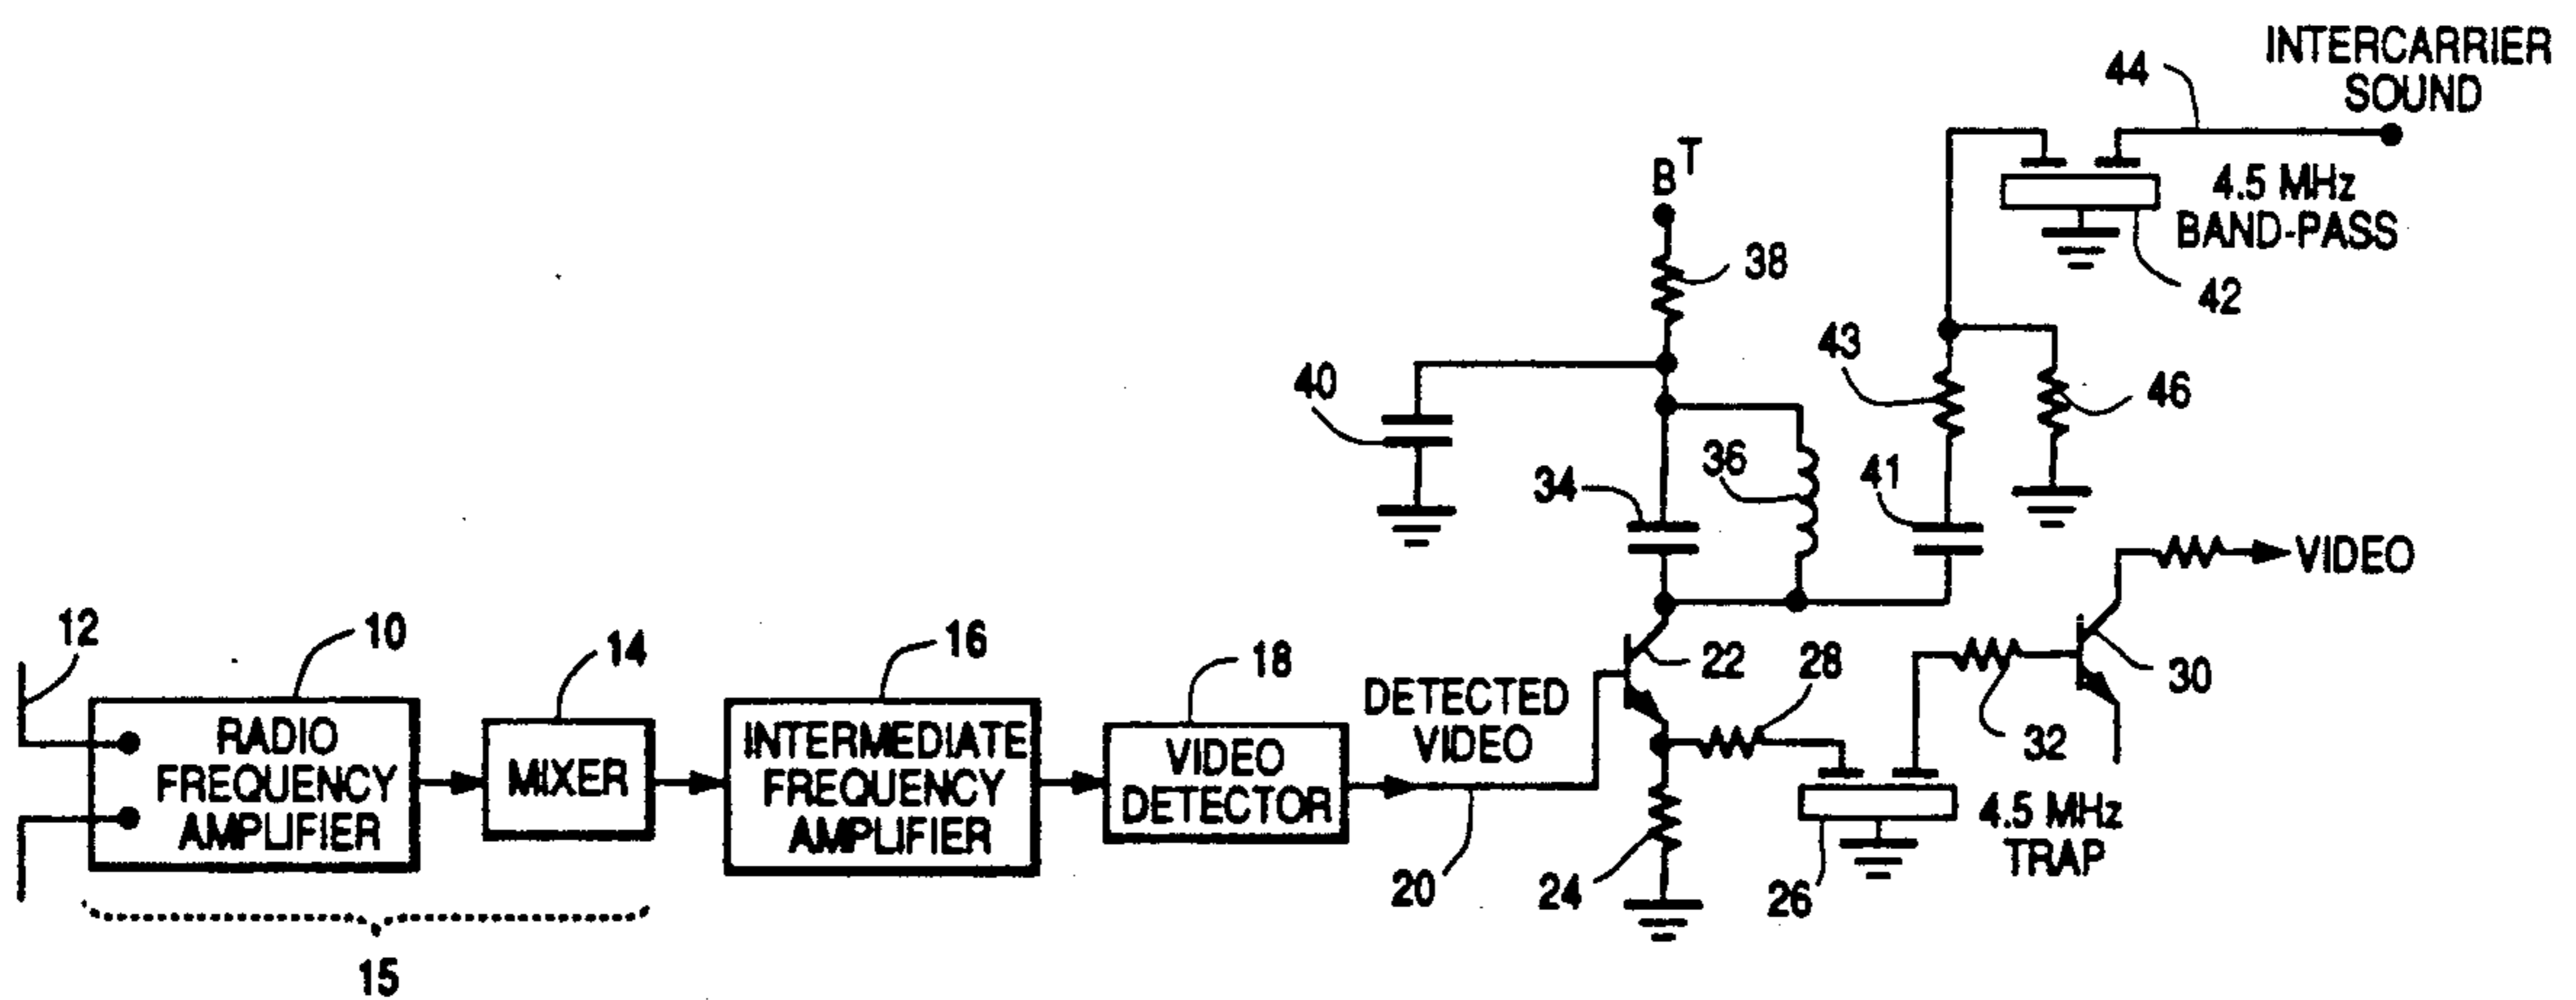 INTERCARRIER
SOUND
44
B T
4.5 MHz
BAND-PASS
38
42
43
40
46
36
34
41
VIDEO
12
10
14
16
18
22
28
30
DETECTED
VIDEO
RADIO
FREQUENCY
AMPLIFIER
MIXER
INTERMEDIATE
FREQUENCY
AMPLIFIER
VIDEO
DETECTOR
32
4.5 MHz
TRAP
20
24
26
15